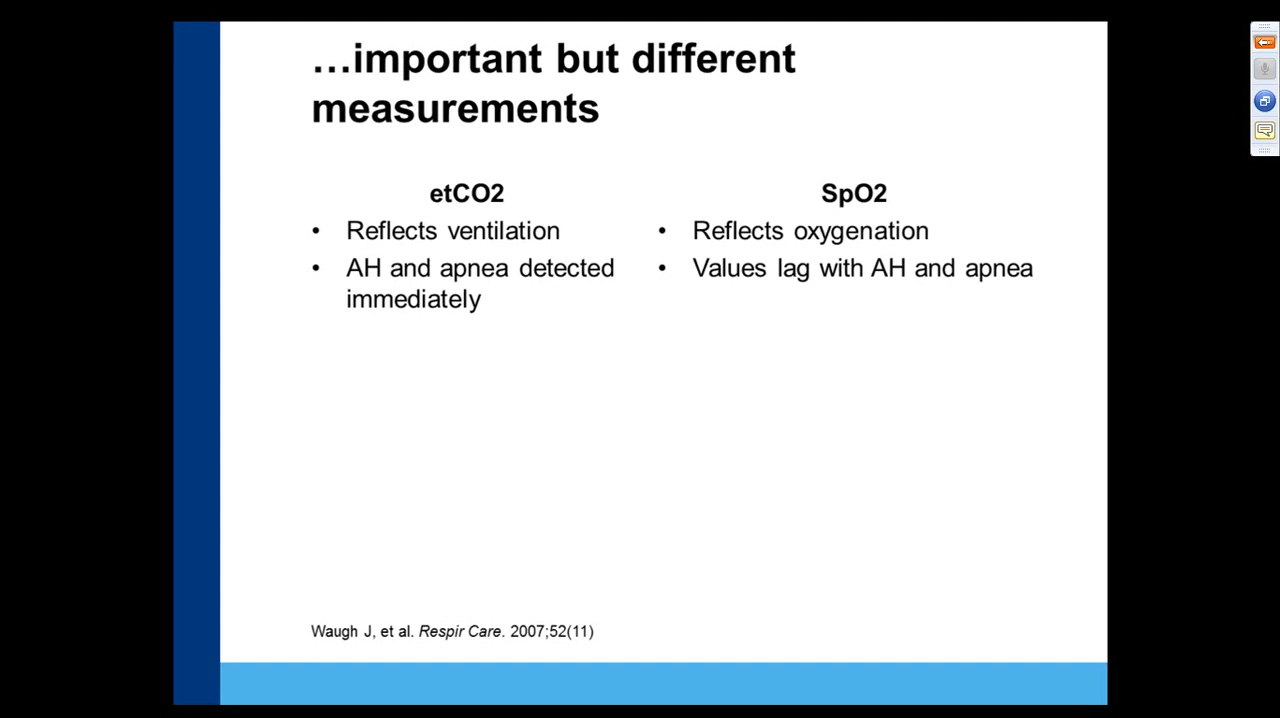 …important but different
measurements
etCO2
• Reflects ventilation
• AH and apnea detected
immediately
SpO2
• Reflects oxygenation
• Values lag with AH and apnea
Waugh J, et al. Respir Care. 2007;52(11)